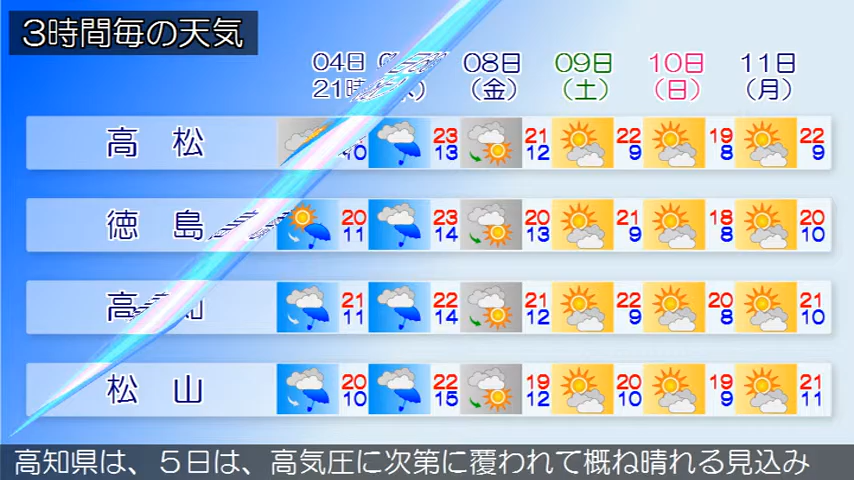 3時間毎の天気
04日 08日 09日 10日 11日
21時 （金） （土） （日） （月）
高松 10 23 13 21 12 22 9 19 8 22 9
徳島 20 11 23 14 20 13 21 9 18 8 20 10
高知 21 11 22 14 21 12 22 9 20 8 21 10
松山 20 10 22 15 19 12 20 10 19 9 21 11
高知県は、５日は、高気圧に次第に覆われて概ね晴れる見込み